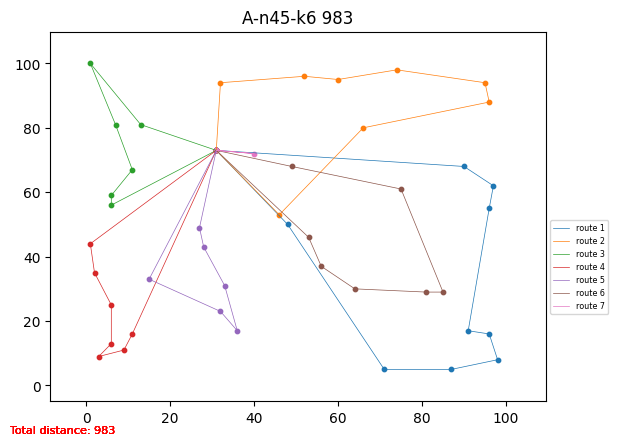 A-n45-k6 983
100
80
60
40
20
0
0 20 40 60 80 100
route 1
route 2
route 3
route 4
route 5
route 6
route 7
Total distance: 983